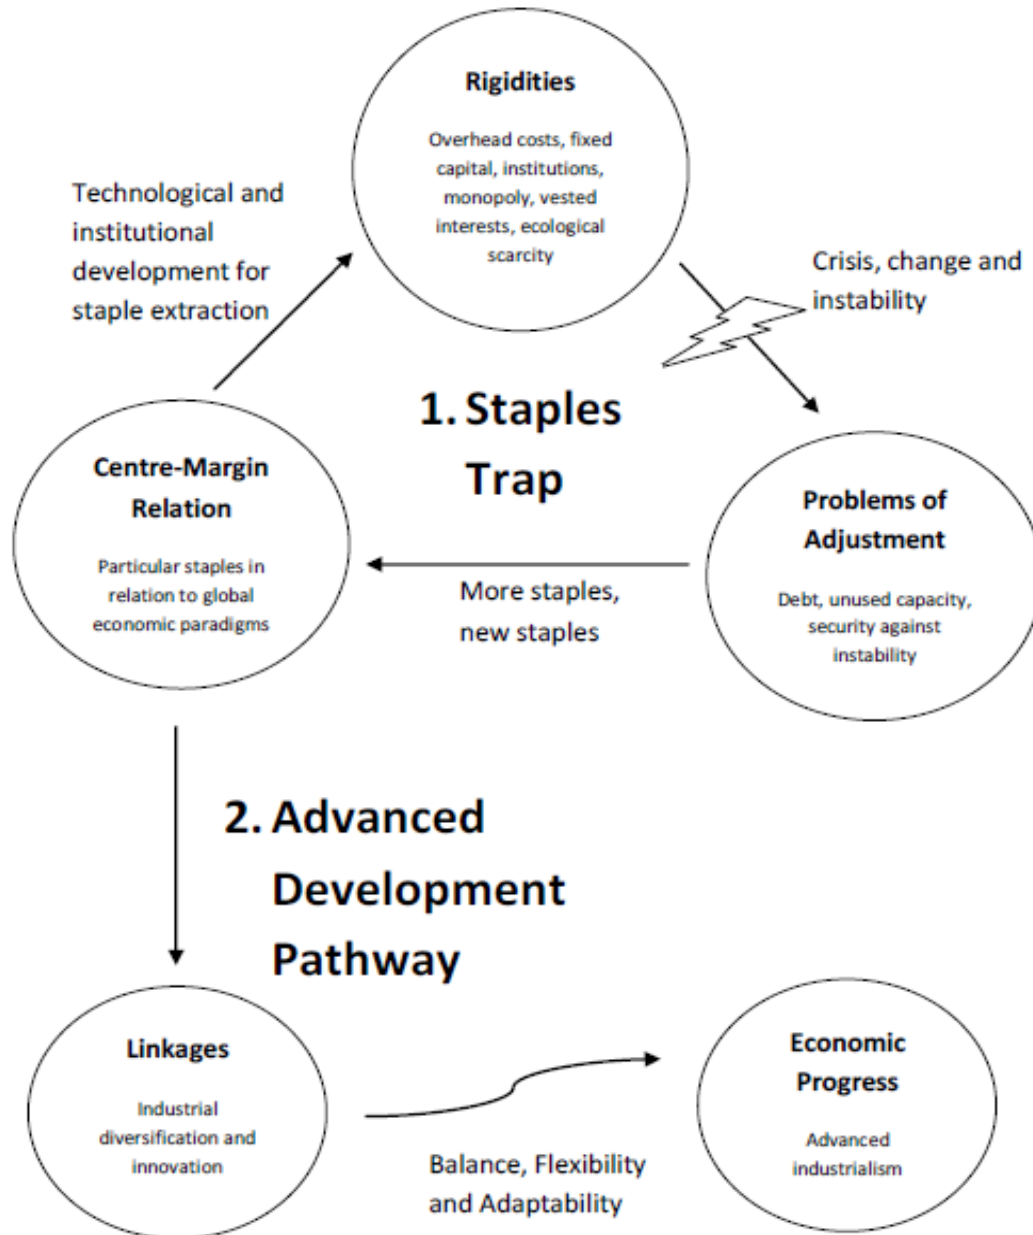 Rigidities
Overhead costs, fixed
capital, institutions,
monopoly, vested
interests, ecological
scarcity
Technological and
institutional
development for
staple extraction
Crisis, change and
instability
1. Staples
Trap
Centre-Margin
Relation
Particular staples in
relation to global
economic paradigms
Problems of
Adjustment
Debt, unused capacity,
security against
instability
More staples,
new staples
2. Advanced
Development
Pathway
Linkages
Industrial
diversification and
innovation
Balance, Flexibility
and Adaptability
Economic
Progress
Advanced
industrialism